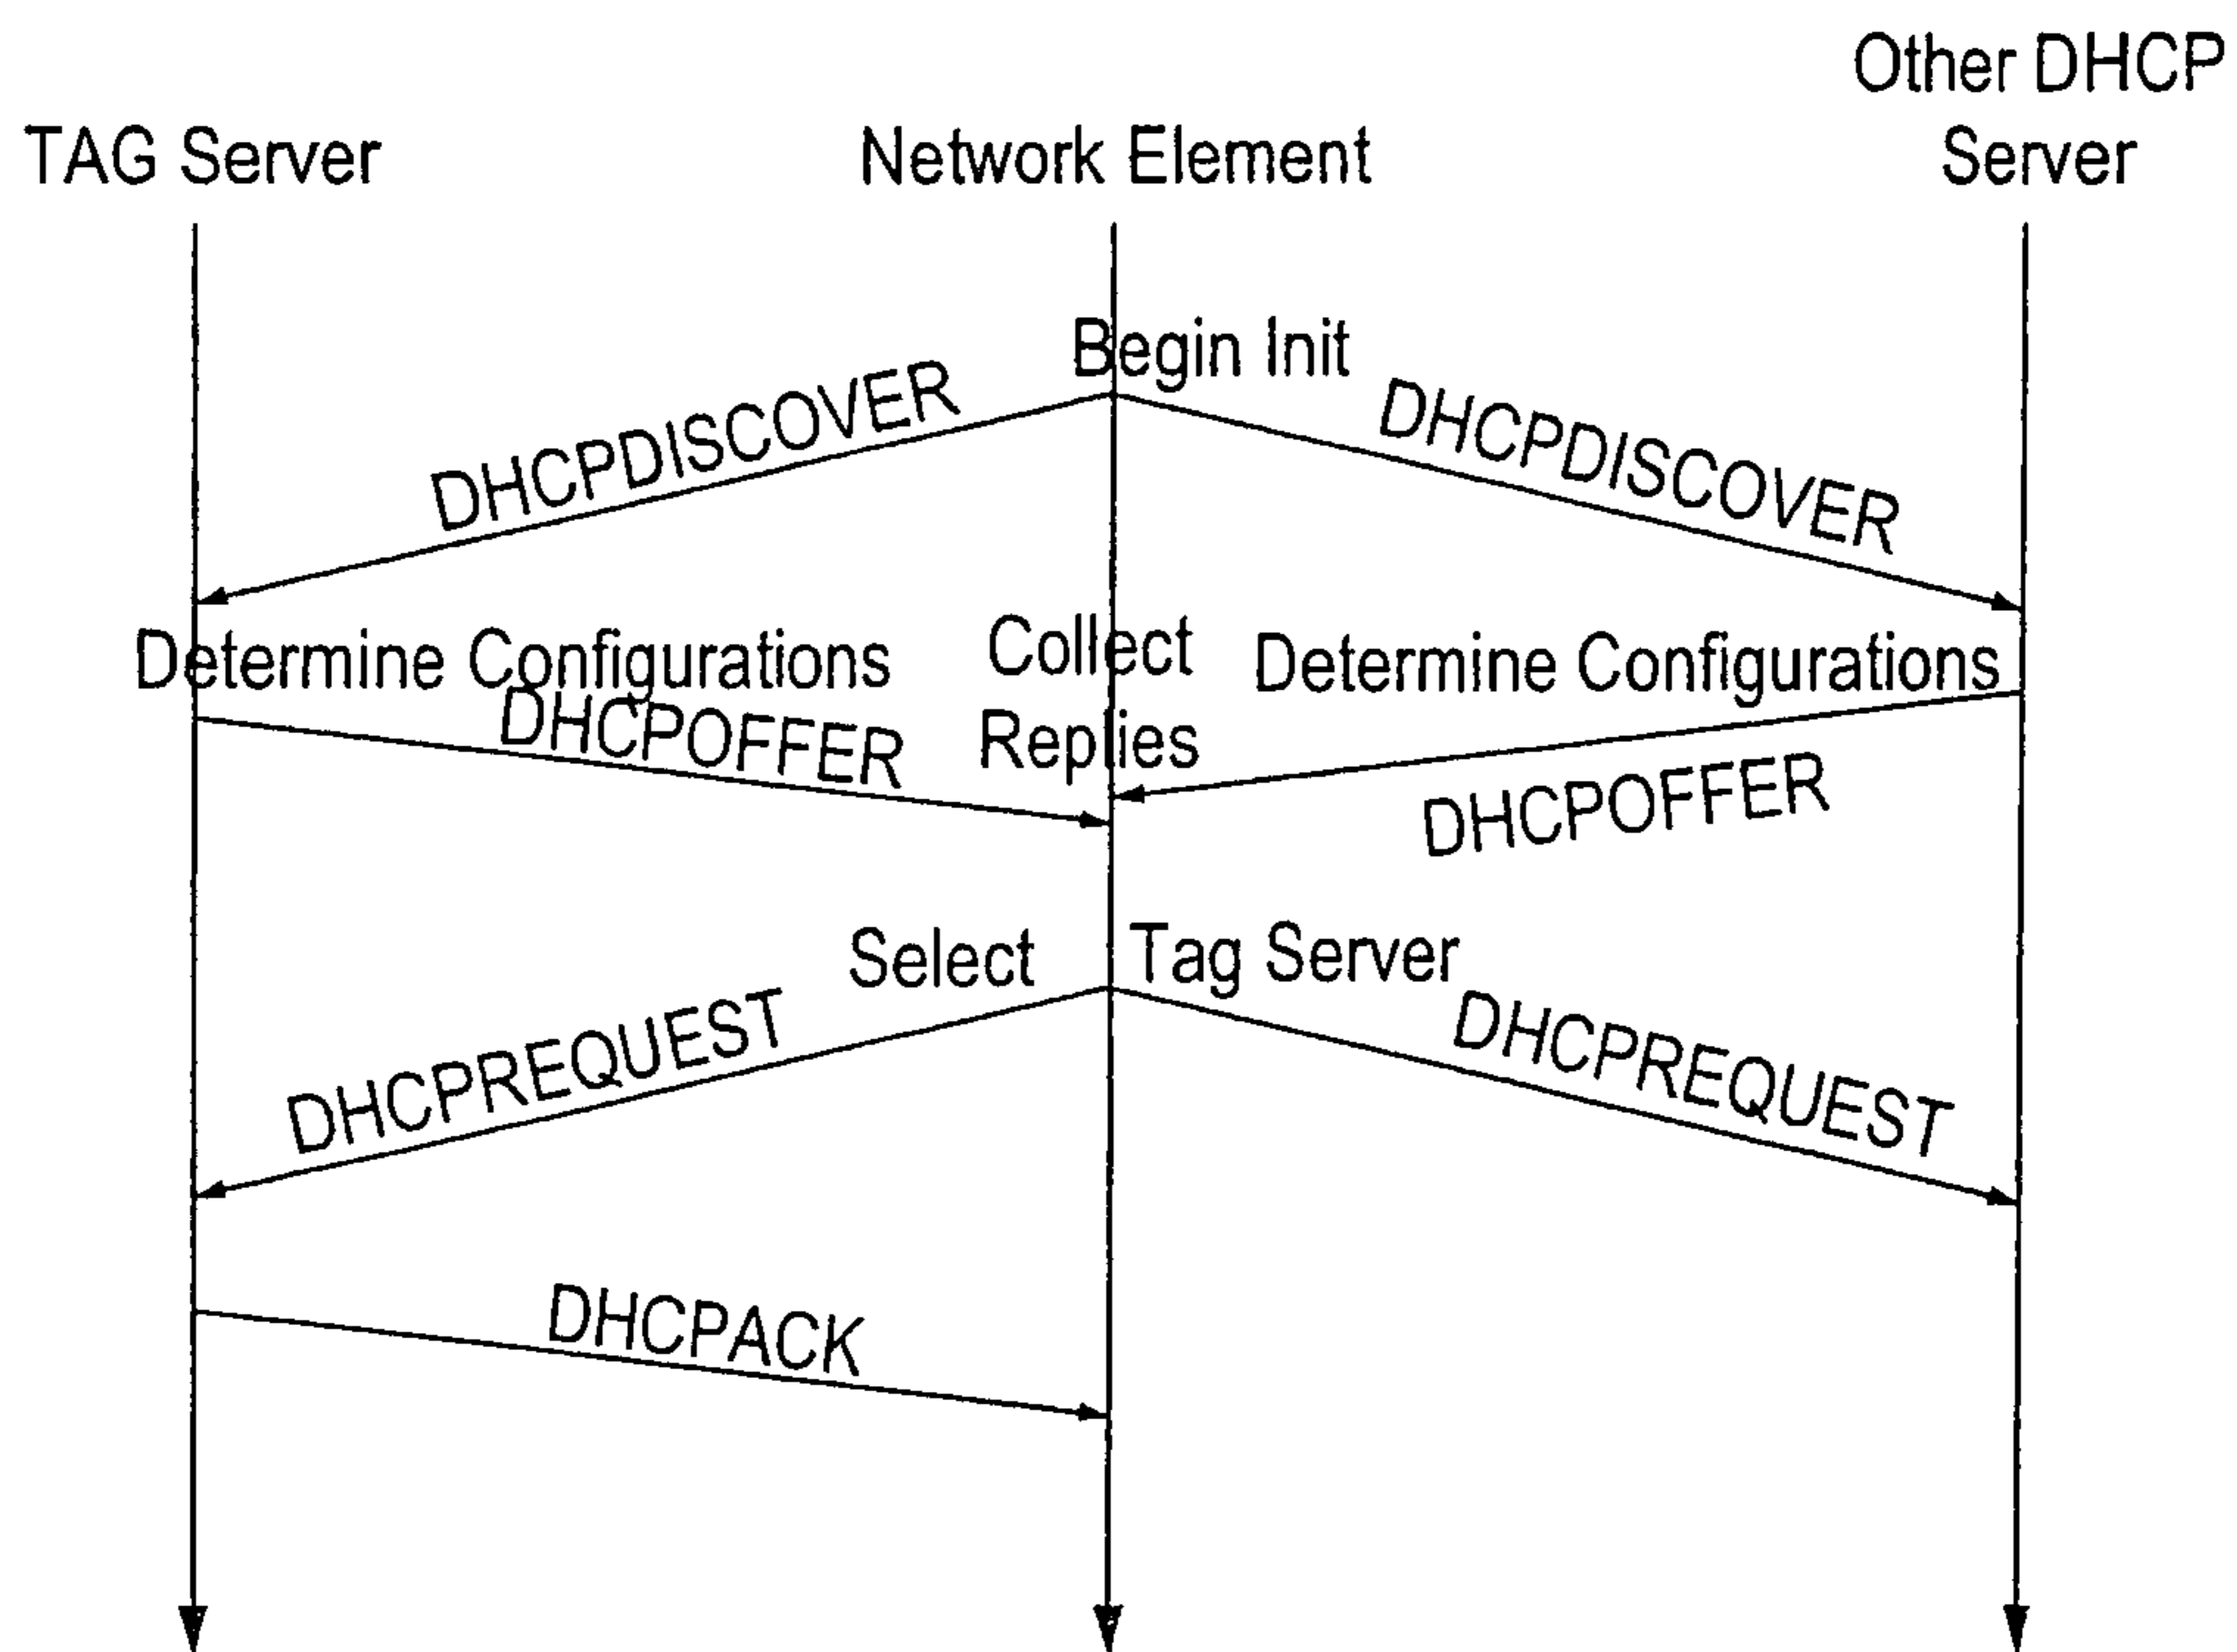 Other DHCP
Server
TAG Server
Network Element
Begin Init
DHCPDISCOVER
DHCPDISCOVER
Determine Configurations
Collect
Replies
Determine Configurations
DHCPOFFER
DHCPOFFER
Select Tag Server
DHCPREQUEST
DHCPREQUEST
DHCPACK